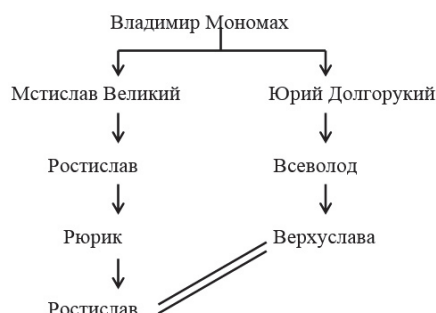 Владимир Мономах
Мстислав Великий Юрий Долгорукий
Ростислав Всеволод
Рюрик Верхуслава
Ростислав